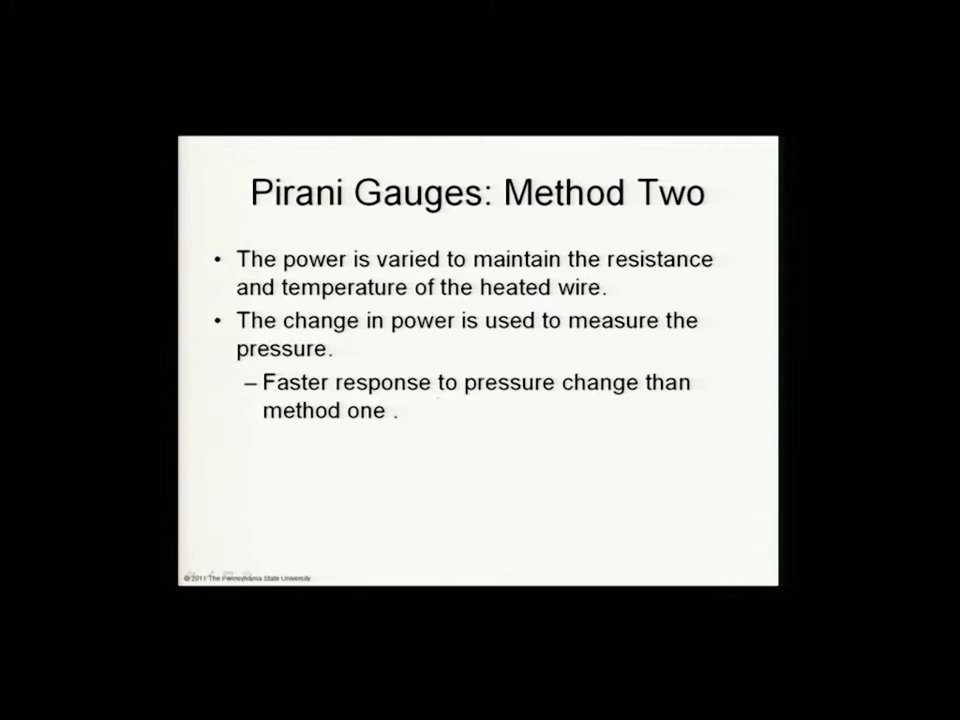 Pirani Gauges: Method Two
• The power is varied to maintain the resistance
and temperature of the heated wire.
• The change in power is used to measure the
pressure.
– Faster response to pressure change than
method one .
© 2011 The Pennsylvania State University